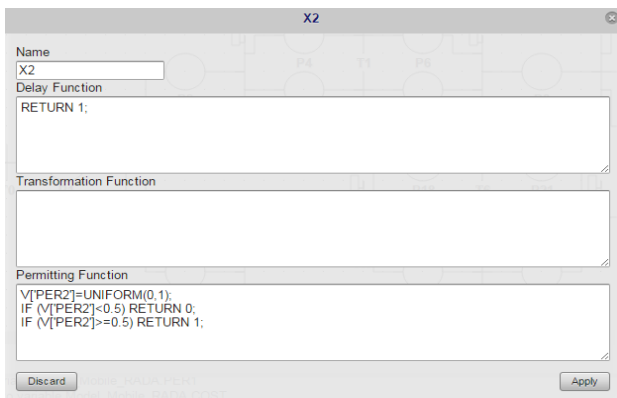 X2
Name
X2
Delay Function
RETURN 1;
Transformation Function
Permitting Function
V['PER2']=UNIFORM(0,1);
IF (V['PER2']<0.5) RETURN 0;
IF (V['PER2']>=0.5) RETURN 1;
Discard
Apply